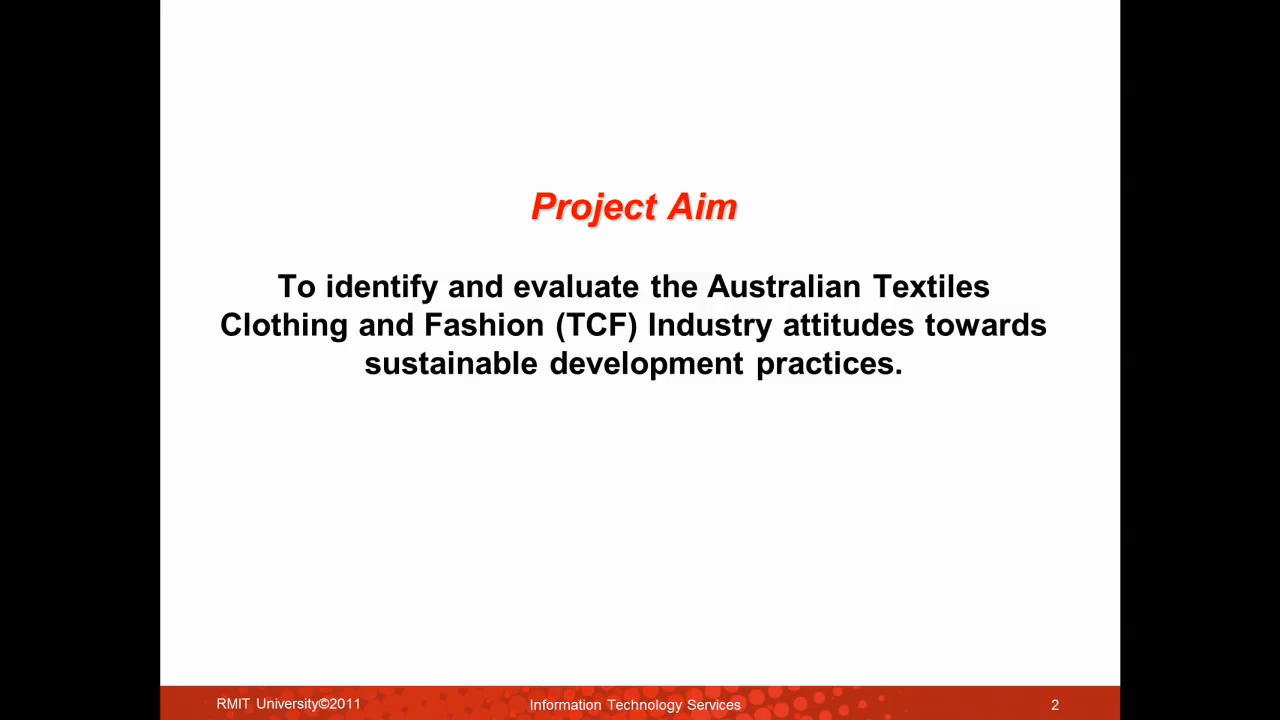 Project Aim
To identify and evaluate the Australian Textiles
Clothing and Fashion (TCF) Industry attitudes towards
sustainable development practices.
RMIT University©2011
Information Technology Services
2